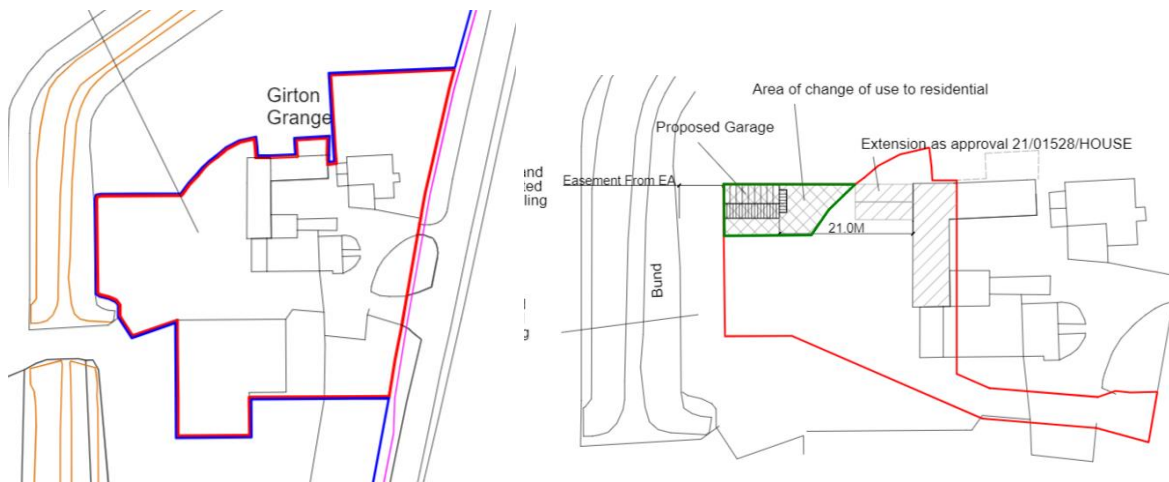 Girton
Grange
Area of change of use to residential
Proposed Garage
Extension as approval 21/01528/HOUSE
Easement From EA
21.0M
Bund